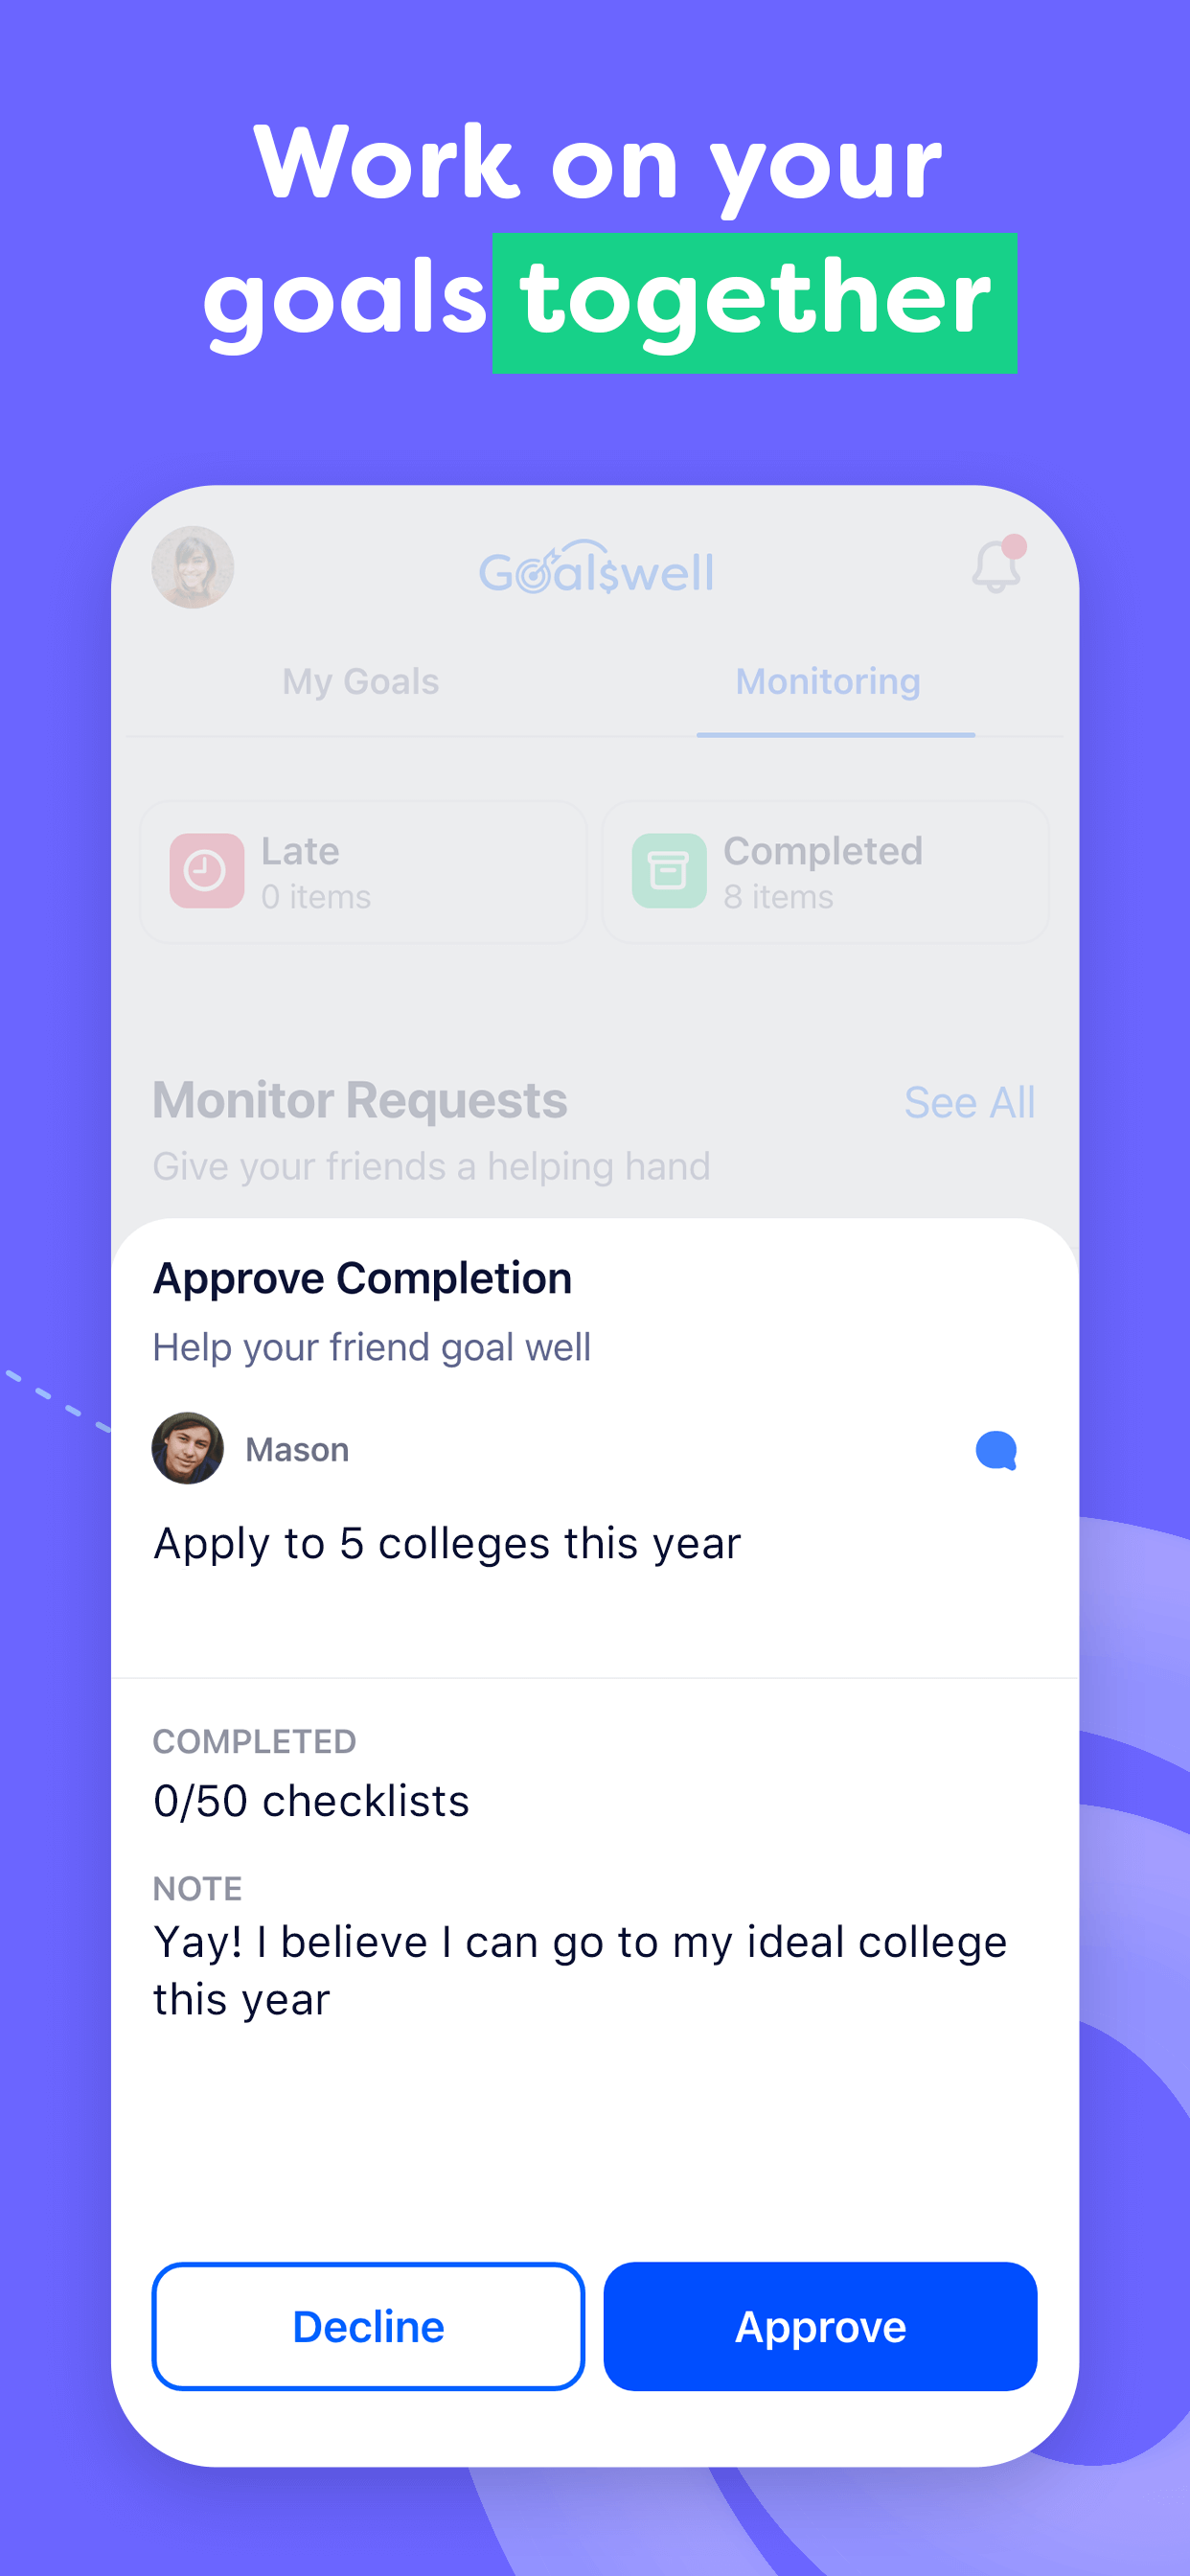 Work on your
goals together
Goalswell
My Goals
Monitoring
Late
0 items
Completed
8 items
Monitor Requests
See All
Give your friends a helping hand
Approve Completion
Help your friend goal well
Mason
Apply to 5 colleges this year
COMPLETED
0/50 checklists
NOTE
Yay! I believe I can go to my ideal college
this year
Decline
Approve